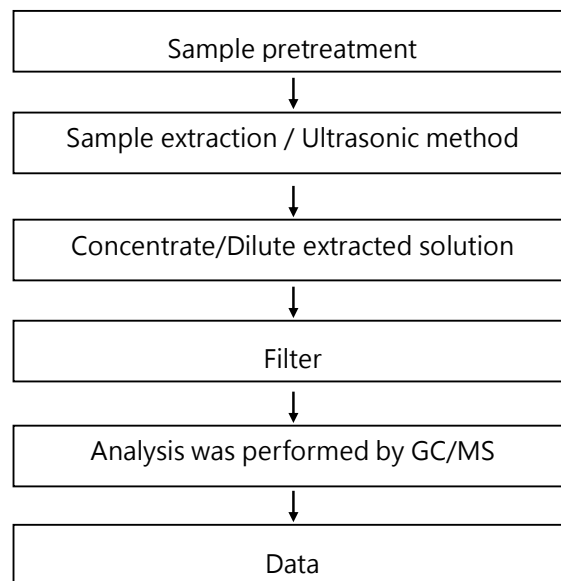 Sample pretreatment
Sample extraction / Ultrasonic method
Concentrate/Dilute extracted solution
Filter
Analysis was performed by GC/MS
Data